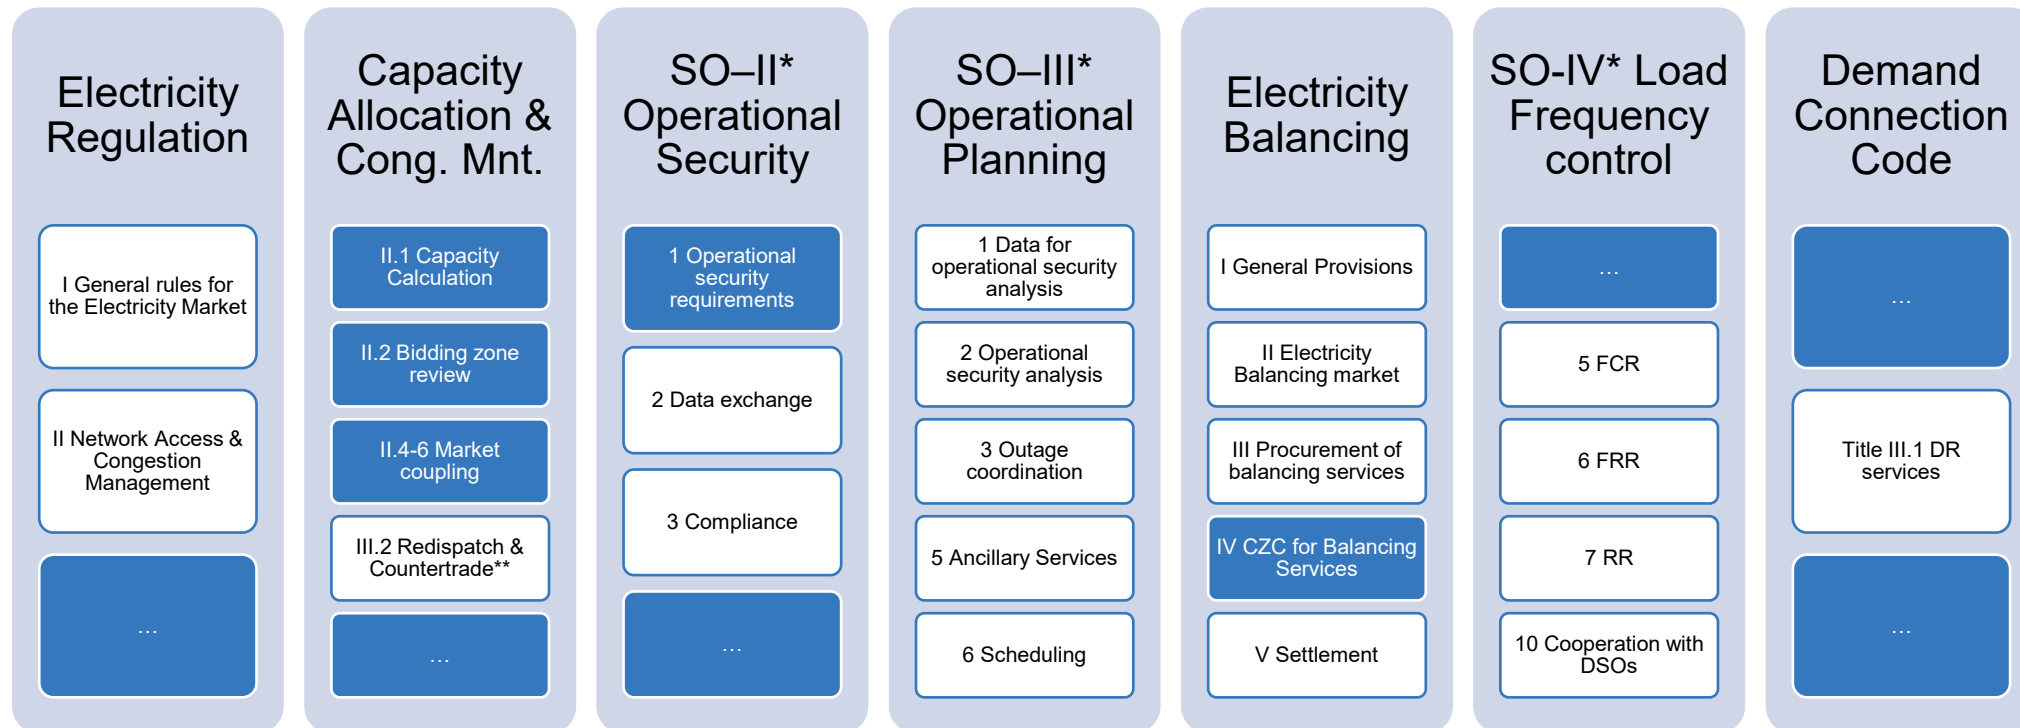 Electricity
Regulation
I General rules for
the Electricity Market
II Network Access &
Congestion
Management
…
Capacity
Allocation &
Cong. Mnt.
II.1 Capacity
Calculation
II.2 Bidding zone
review
II.4-6 Market
coupling
III.2 Redispatch &
Countertrade**
…
SO–II*
Operational
Security
1 Operational
security
requirements
2 Data exchange
3 Compliance
…
SO–III*
Operational
Planning
1 Data for
operational security
analysis
2 Operational
security analysis
3 Outage
coordination
5 Ancillary Services
6 Scheduling
Electricity
Balancing
I General Provisions
II Electricity
Balancing market
III Procurement of
balancing services
IV CZC for Balancing
Services
V Settlement
SO-IV* Load
Frequency
control
…
5 FCR
6 FRR
7 RR
10 Cooperation with
DSOs
Demand
Connection
Code
…
Title III.1 DR
services
…